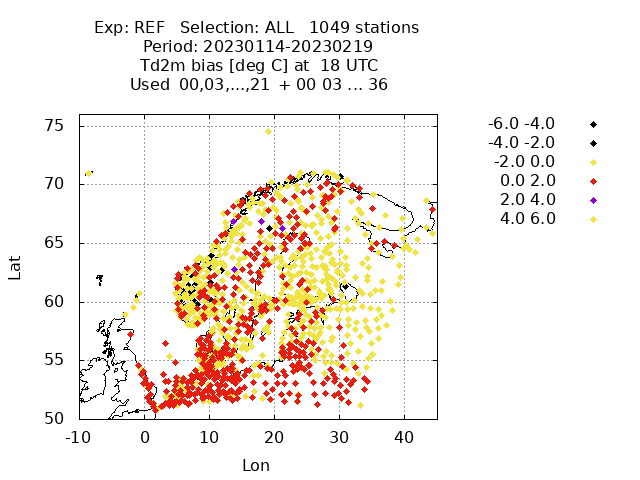 Exp: REF   Selection: ALL   1049 stations
Period: 20230114-20230219
Td2m bias [deg C] at  18 UTC
Used  00,03,...,21  + 00 03 ... 36
-6.0 -4.0
-4.0 -2.0
-2.0 0.0
0.0 2.0
2.0 4.0
4.0 6.0
75
70
65
60
55
50
Lat
-10 0 10 20 30 40
Lon